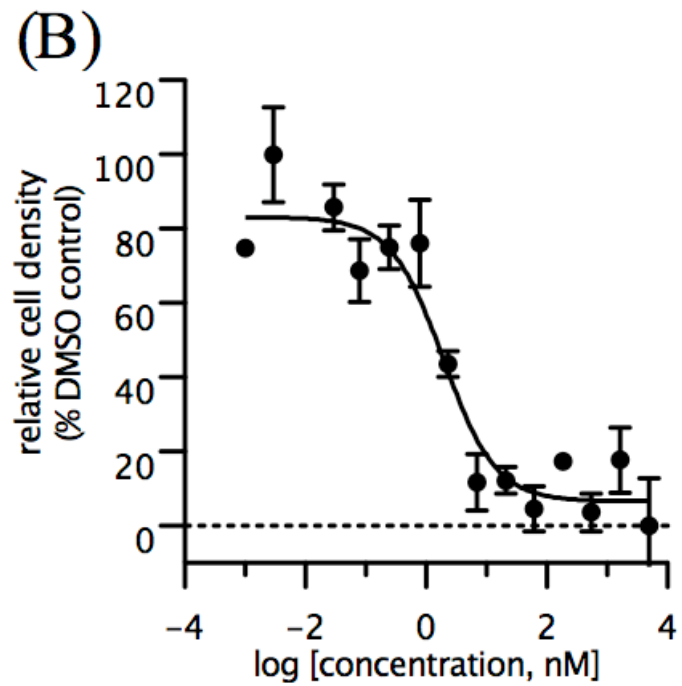 (B)
120
100
80
60
40
20
0
relative cell density
(% DMSO control)
−4 −2 0 2 4
log [concentration, nM]